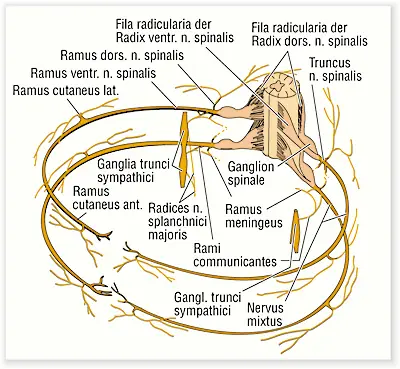 Fila radicularia der
Radix ventr. n. spinalis
Fila radicularia der
Radix dors. n. spinalis
Ramus dors. n. spinalis
Ramus ventr. n. spinalis
Ramus cutaneus lat.
Truncus
n. spinalis
Ganglia trunci
sympathici
Ganglion
spinale
Ramus
cutaneus ant.
Radices n.
splanchnici
majoris
Ramus
meningeus
Rami
communicantes
Gangl. trunci
sympathici
Nervus
mixtus